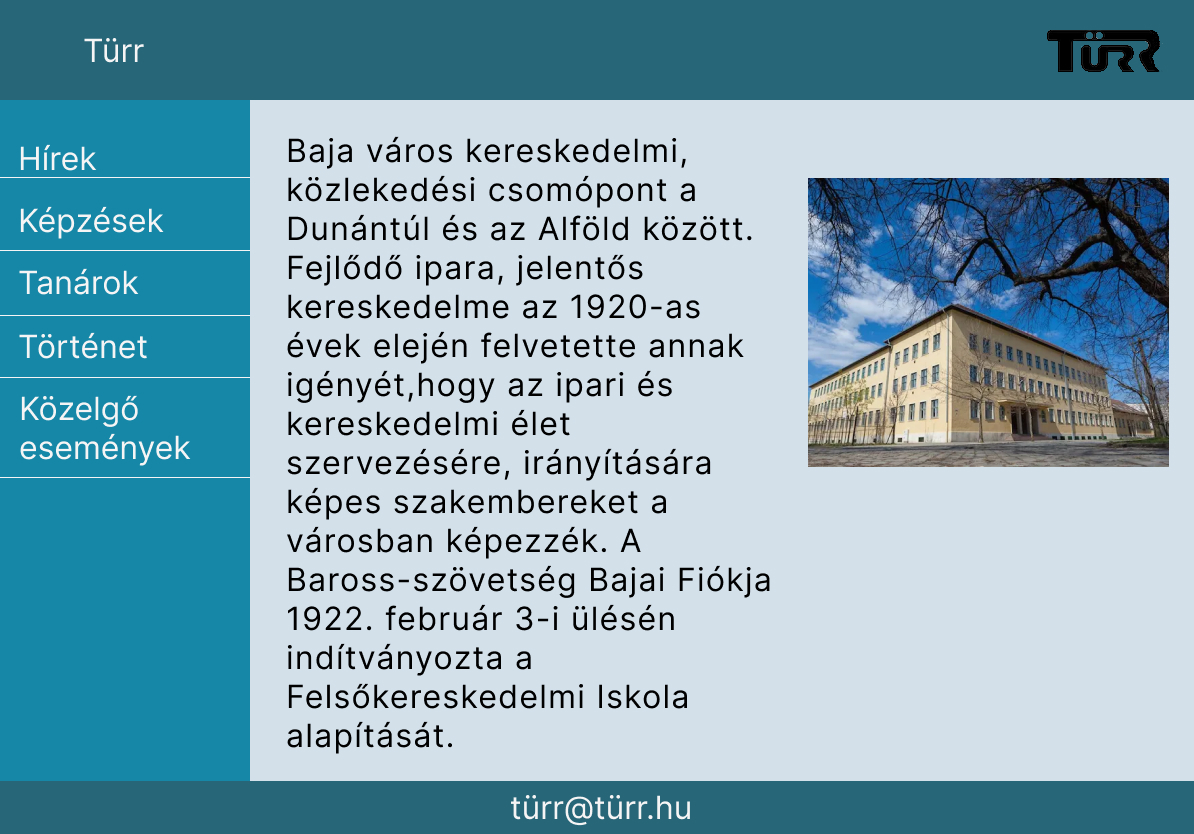 Türr
TÜRR
Hírek
Képzések
Tanárok
Történet
Közelgő
események
Baja város kereskedelmi,
közlekedési csomópont a
Dunántúl és az Alföld között.
Fejlődő ipara, jelentős
kereskedelme az 1920-as
évek elején felvetette annak
igényét,hogy az ipari és
kereskedelmi élet
szervezésére, irányítására
képes szakembereket a
városban képezzék. A
Baross-szövetség Bajai Fiókja
1922. február 3-i ülésén
indítványozta a
Felsőkereskedelmi Iskola
alapítását.
türr@türr.hu